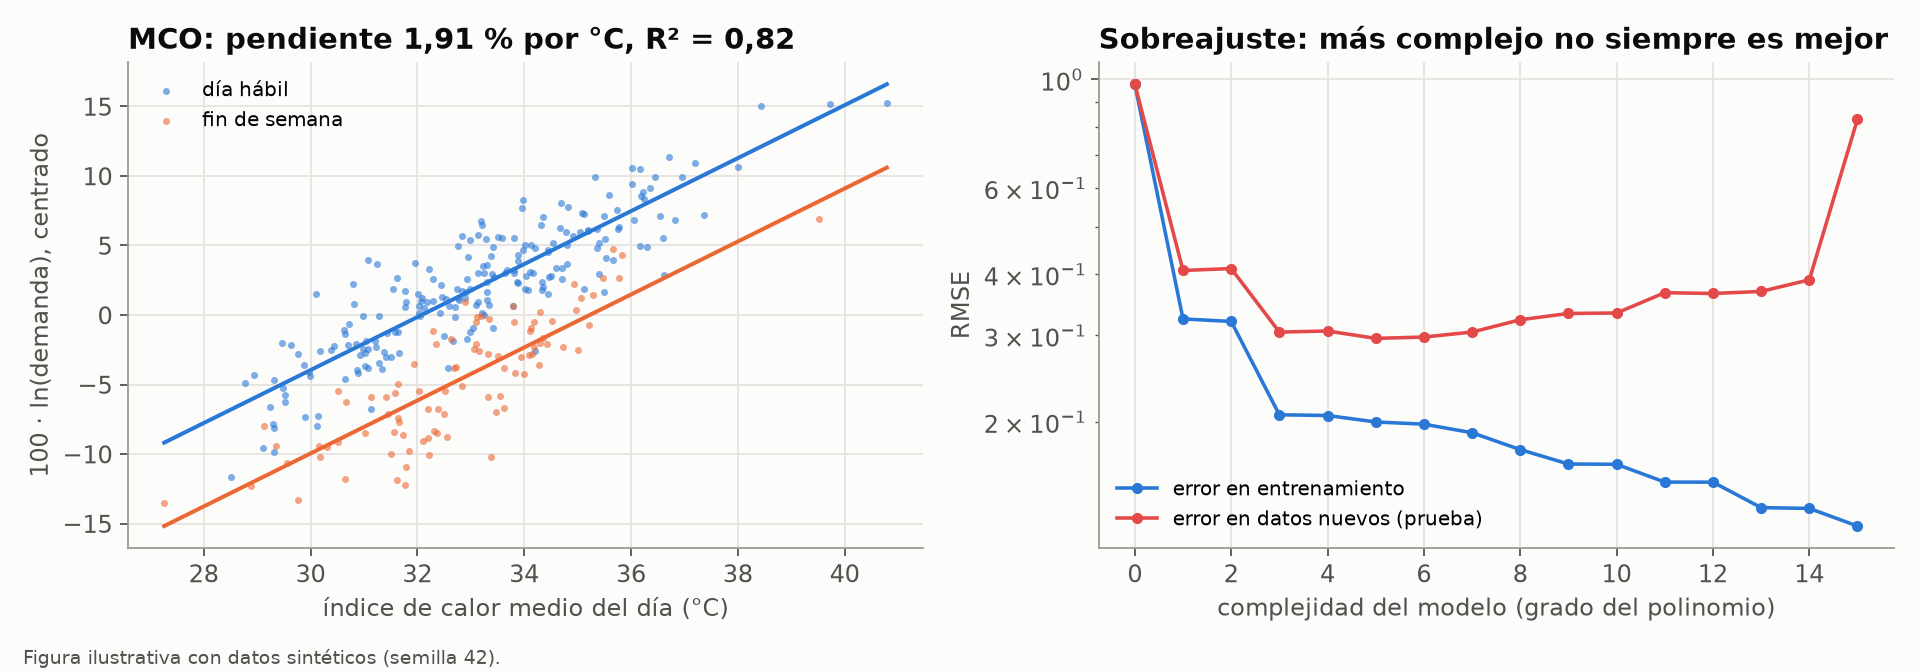 MCO: pendiente 1,91 % por °C, R² = 0,82
día hábil
fin de semana
100 · ln(demanda), centrado
15
10
5
0
−5
−10
−15
28 30 32 34 36 38 40
índice de calor medio del día (°C)
Sobreajuste: más complejo no siempre es mejor
RMSE
10⁰
6 × 10⁻¹
4 × 10⁻¹
3 × 10⁻¹
2 × 10⁻¹
error en entrenamiento
error en datos nuevos (prueba)
0 2 4 6 8 10 12 14
complejidad del modelo (grado del polinomio)
Figura ilustrativa con datos sintéticos (semilla 42).